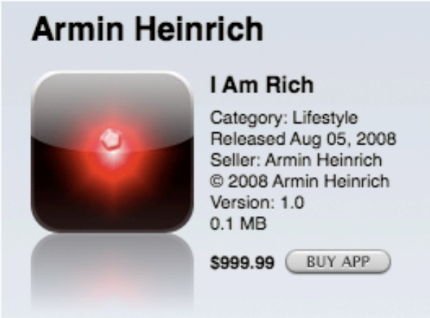 Armin Heinrich
I Am Rich
Category: Lifestyle
Released Aug 05, 2008
Seller: Armin Heinrich
© 2008 Armin Heinrich
Version: 1.0
0.1 MB
$999.99 BUY APP